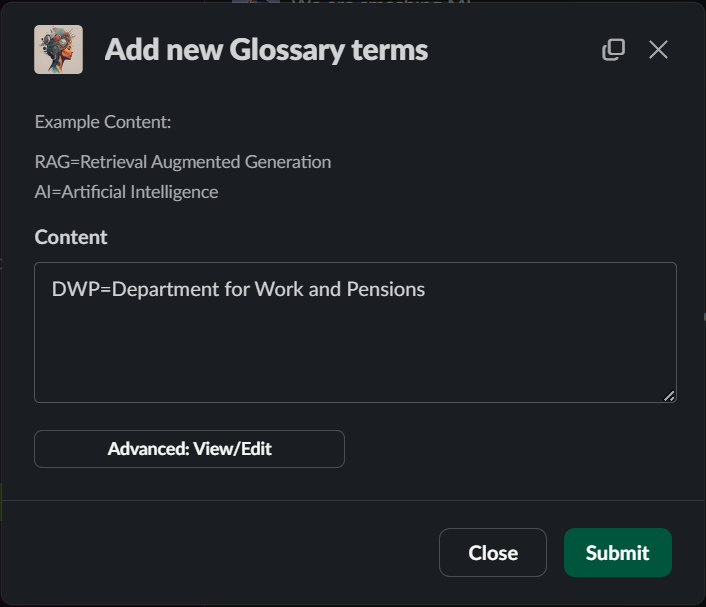 Add new Glossary terms
Example Content:
RAG=Retrieval Augmented Generation
AI=Artificial Intelligence
Content
DWP=Department for Work and Pensions
Advanced: View/Edit
Close
Submit